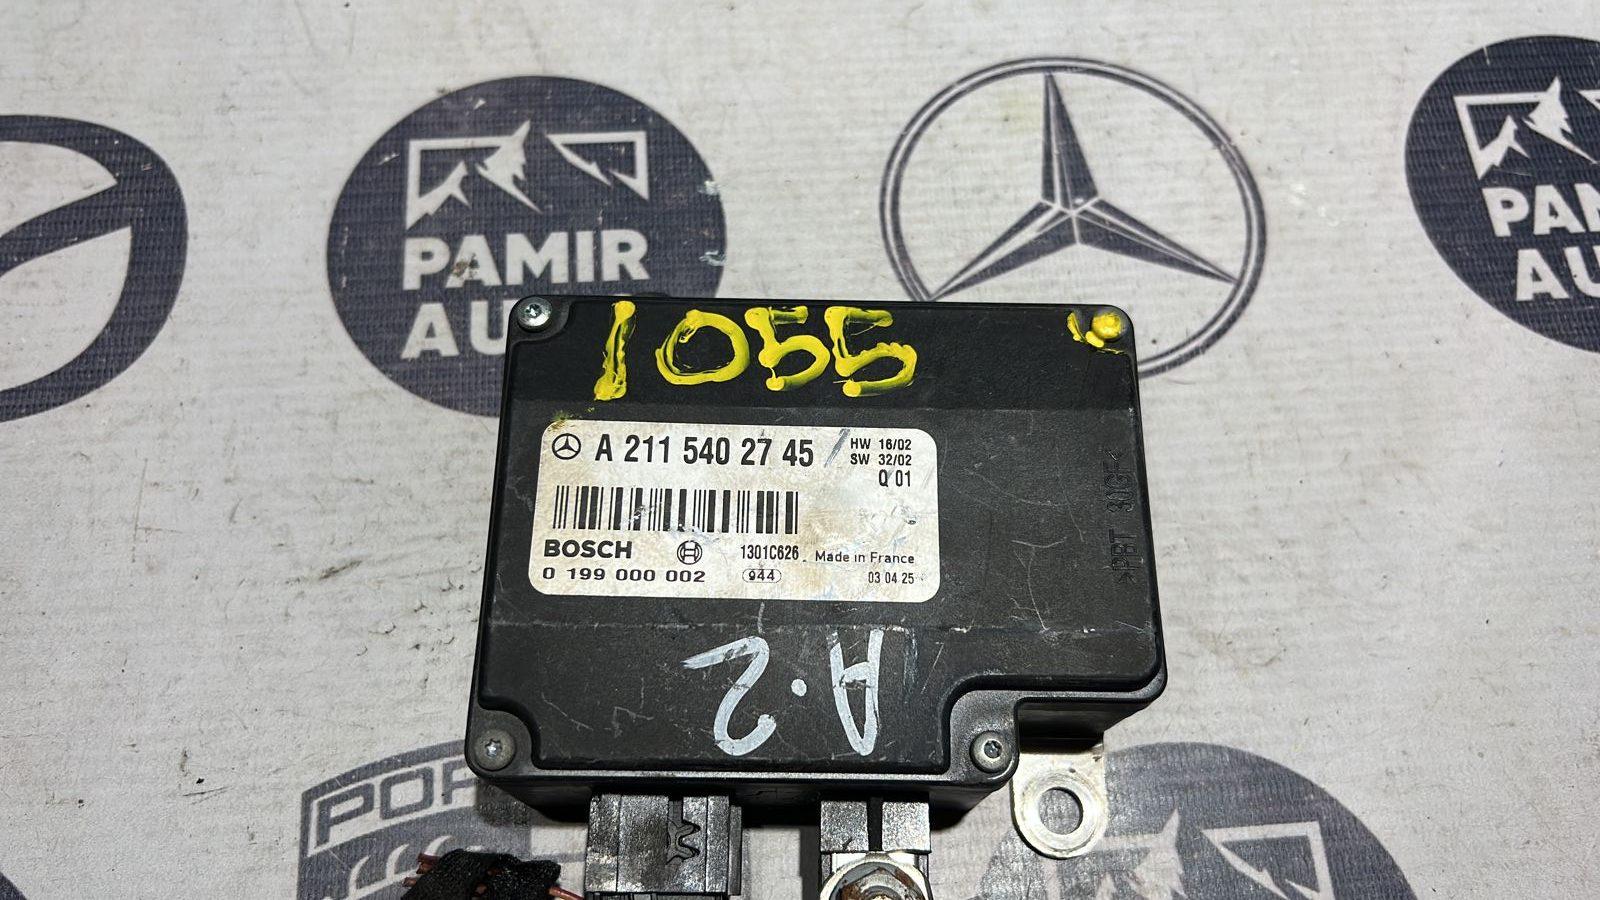 PAMIR
AU
PAM
AU
1055
A 211 540 27 45
HW 16/02
SW 32/02
Q 01
BOSCH
1301C626
Made in France
0 199 000 002
944
03 04 25
>PBT 30GF<
A.2
POR